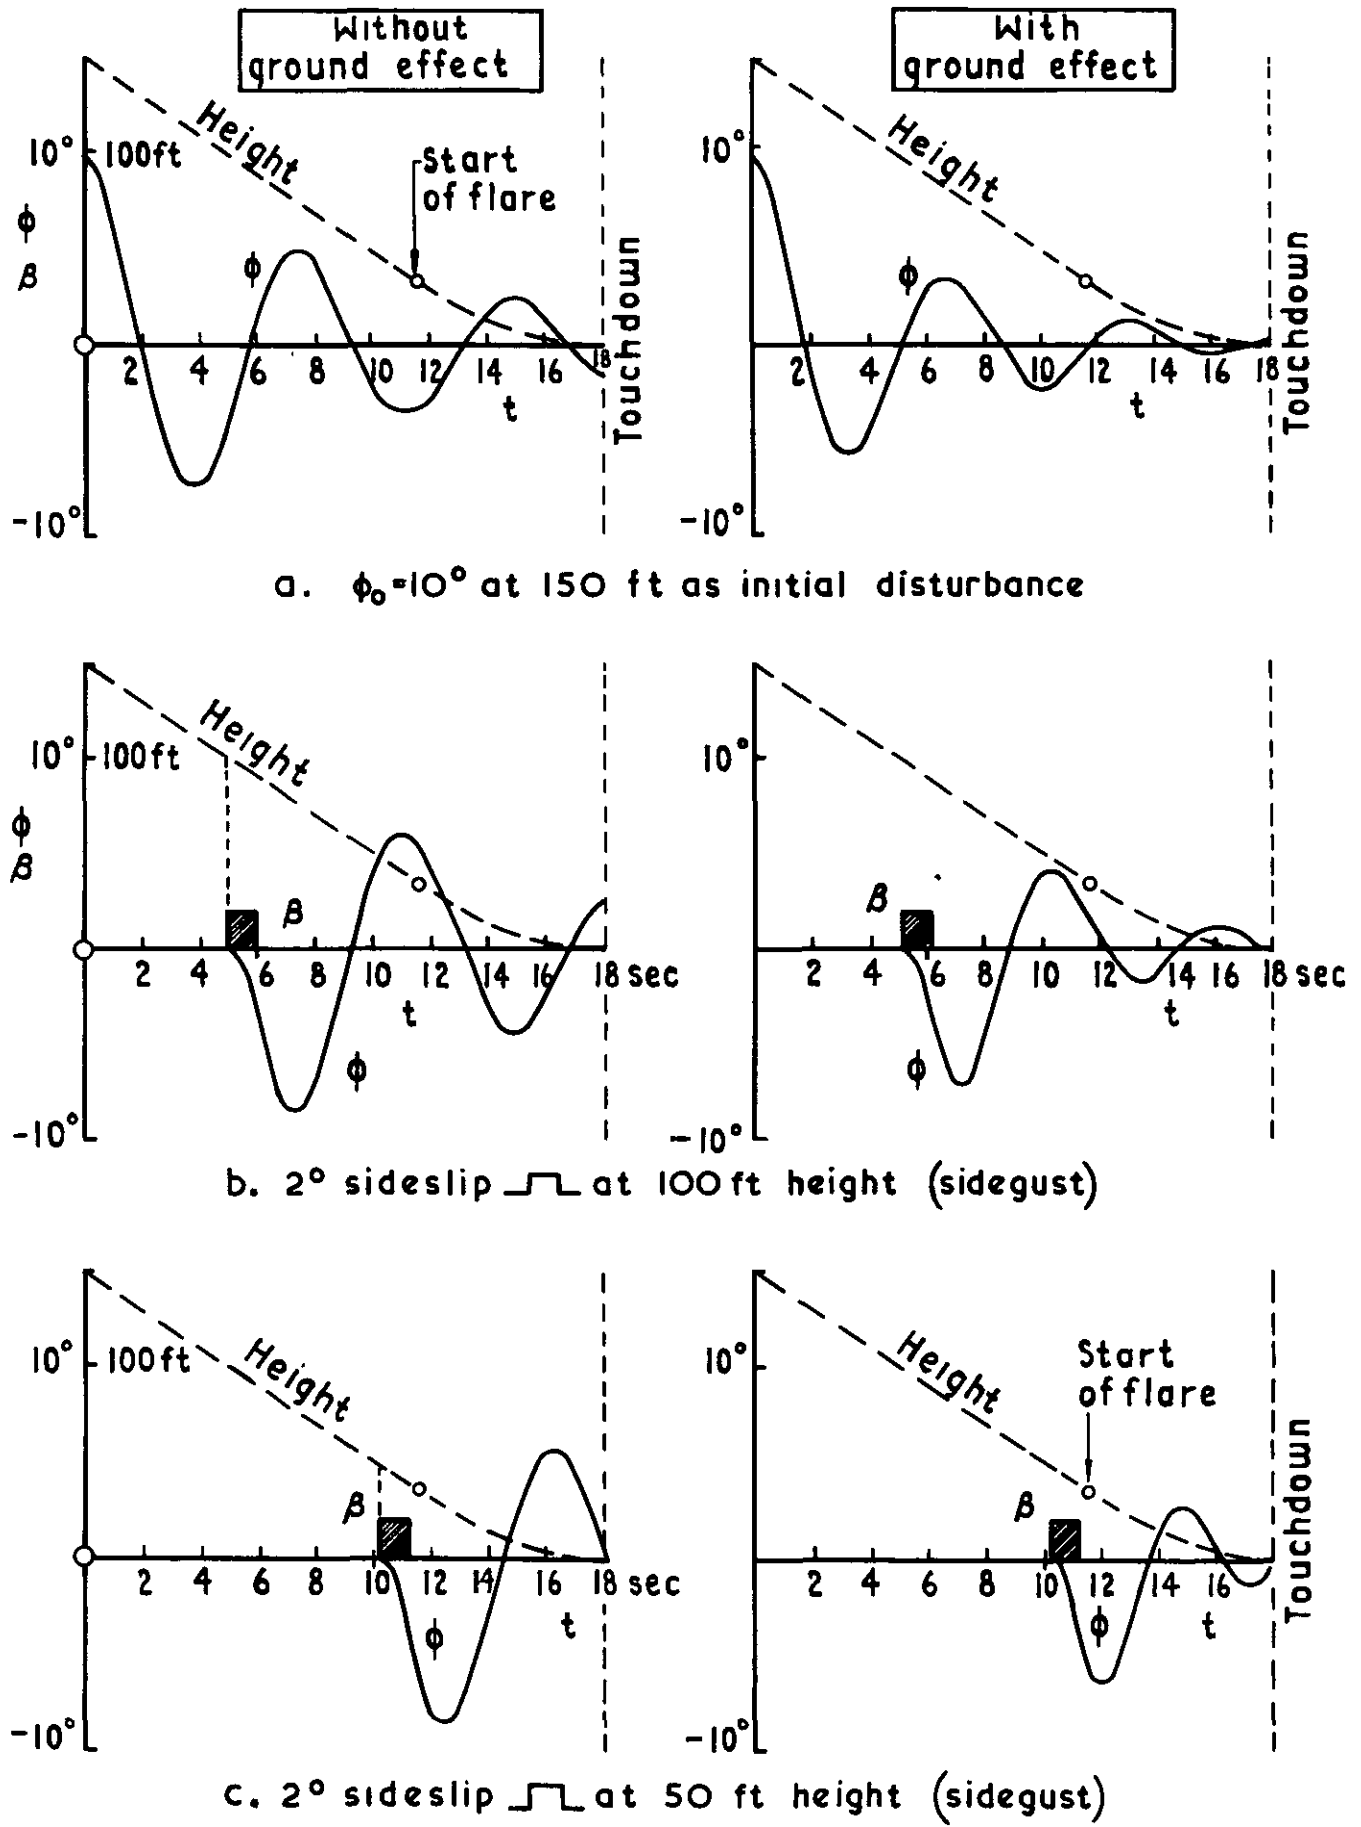 Without
ground effect
With
ground effect
Height
10° 100ft
Start
of flare
ϕ
β
ϕ
2 4 6 8 10 12 14 16 18
t
-10°
Touchdown
Height
10°
ϕ
2 4 6 8 10 12 14 16 18
t
-10°
Touchdown
a. ϕ₀=10° at 150 ft as initial disturbance
Height
10° 100ft
ϕ
β
β
2 4 6 8 10 12 14 16 18 sec
t
ϕ
-10°
10°
β
2 4 6 8 10 12 14 16 18 sec
t
ϕ
-10°
b. 2° sideslip at 100ft height (sidegust)
Height
10° 100ft
β
2 4 6 8 10 12 14 16 18 sec
ϕ
t
-10°
Height
10°
Start
of flare
β
2 4 6 8 10 12 14 16 18
ϕ
t
-10°
Touchdown
c. 2° sideslip at 50 ft height (sidegust)